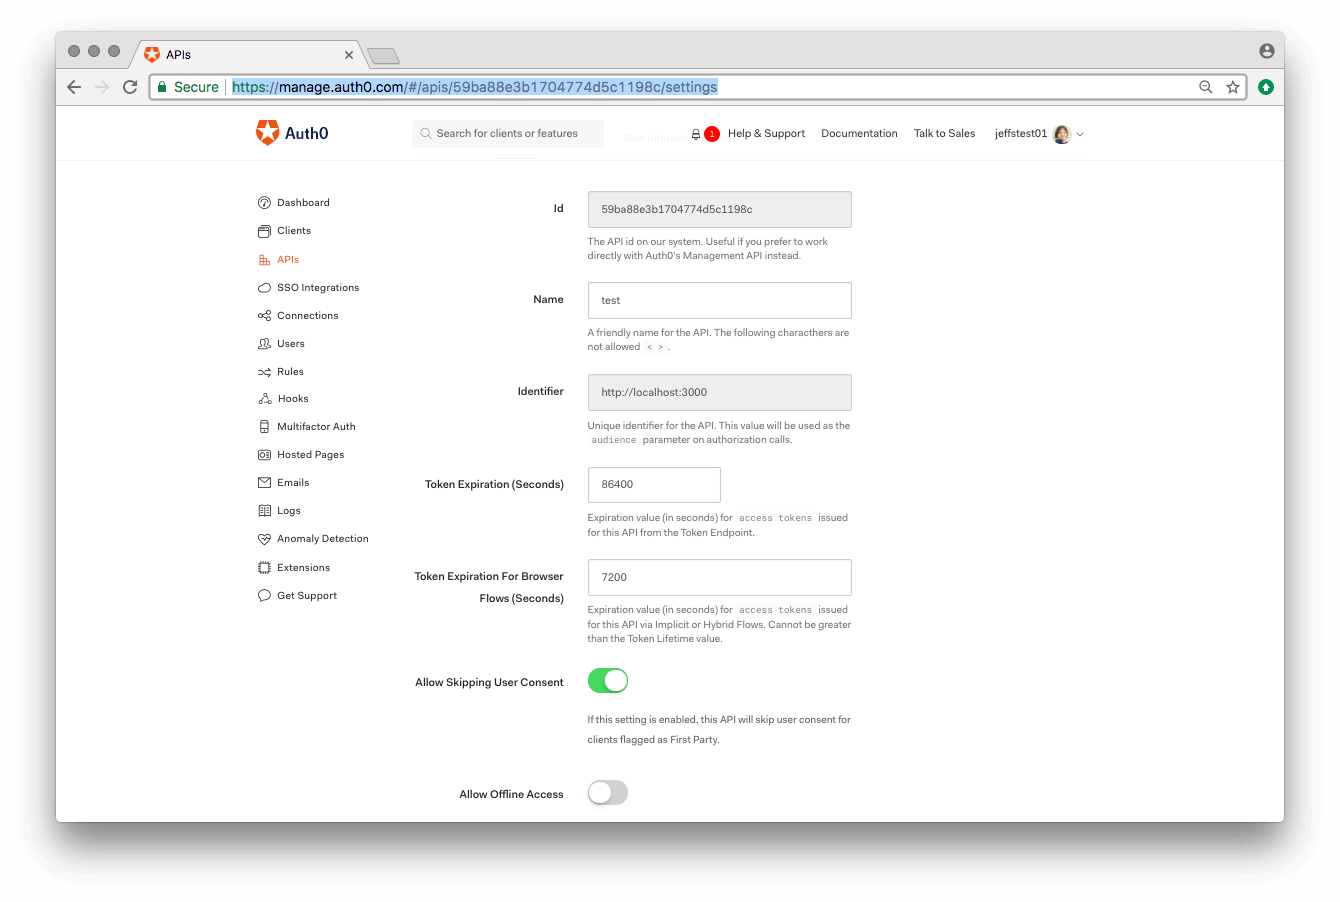 APIs
Secure https://manage.auth0.com/#/apis/59ba88e3b1704774d5c1198c/settings
Auth0 Search for clients or features Non Interac 1 Help & Support Documentation Talk to Sales jeffstest01
Dashboard
Clients
APIs
SSO Integrations
Connections
Users
Rules
Hooks
Multifactor Auth
Hosted Pages
Emails
Logs
Anomaly Detection
Extensions
Get Support
Id 59ba88e3b1704774d5c1198c
The API id on our system. Useful if you prefer to work
directly with Auth0's Management API instead.
Name test
A friendly name for the API. The following characthers are
not allowed < > .
Identifier http://localhost:3000
Unique identifier for the API. This value will be used as the
audience parameter on authorization calls.
Token Expiration (Seconds) 86400
Expiration value (in seconds) for access tokens issued
for this API from the Token Endpoint.
Token Expiration For Browser
Flows (Seconds)
7200
Expiration value (in seconds) for access tokens issued
for this API via Implicit or Hybrid Flows. Cannot be greater
than the Token Lifetime value.
Allow Skipping User Consent
If this setting is enabled, this API will skip user consent for
clients flagged as First Party.
Allow Offline Access